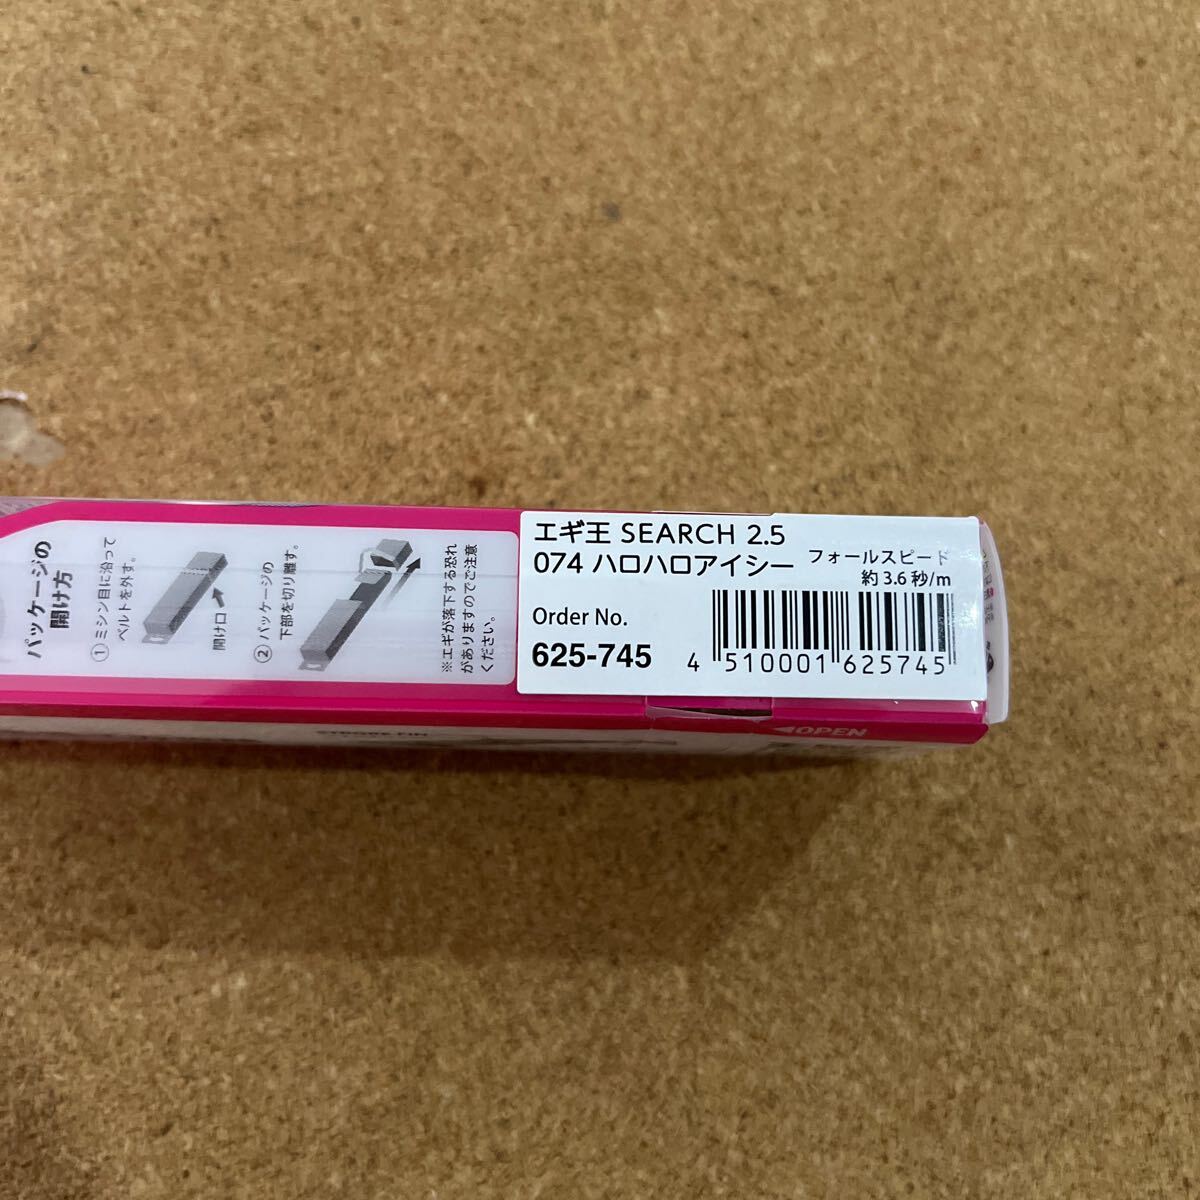 エギ王 SEARCH 2.5
074 ハロハロアイシー
フォールスピード
約3.6秒/m
Order No.
625-745
4 510001 625745
パッケージの
開け方
①ミシン目に沿って
ベルトを外す。
開け口
②パッケージの
下部を切り離す。
※エギが落下する恐れ
がありますのでご注意
ください。
◀OPEN